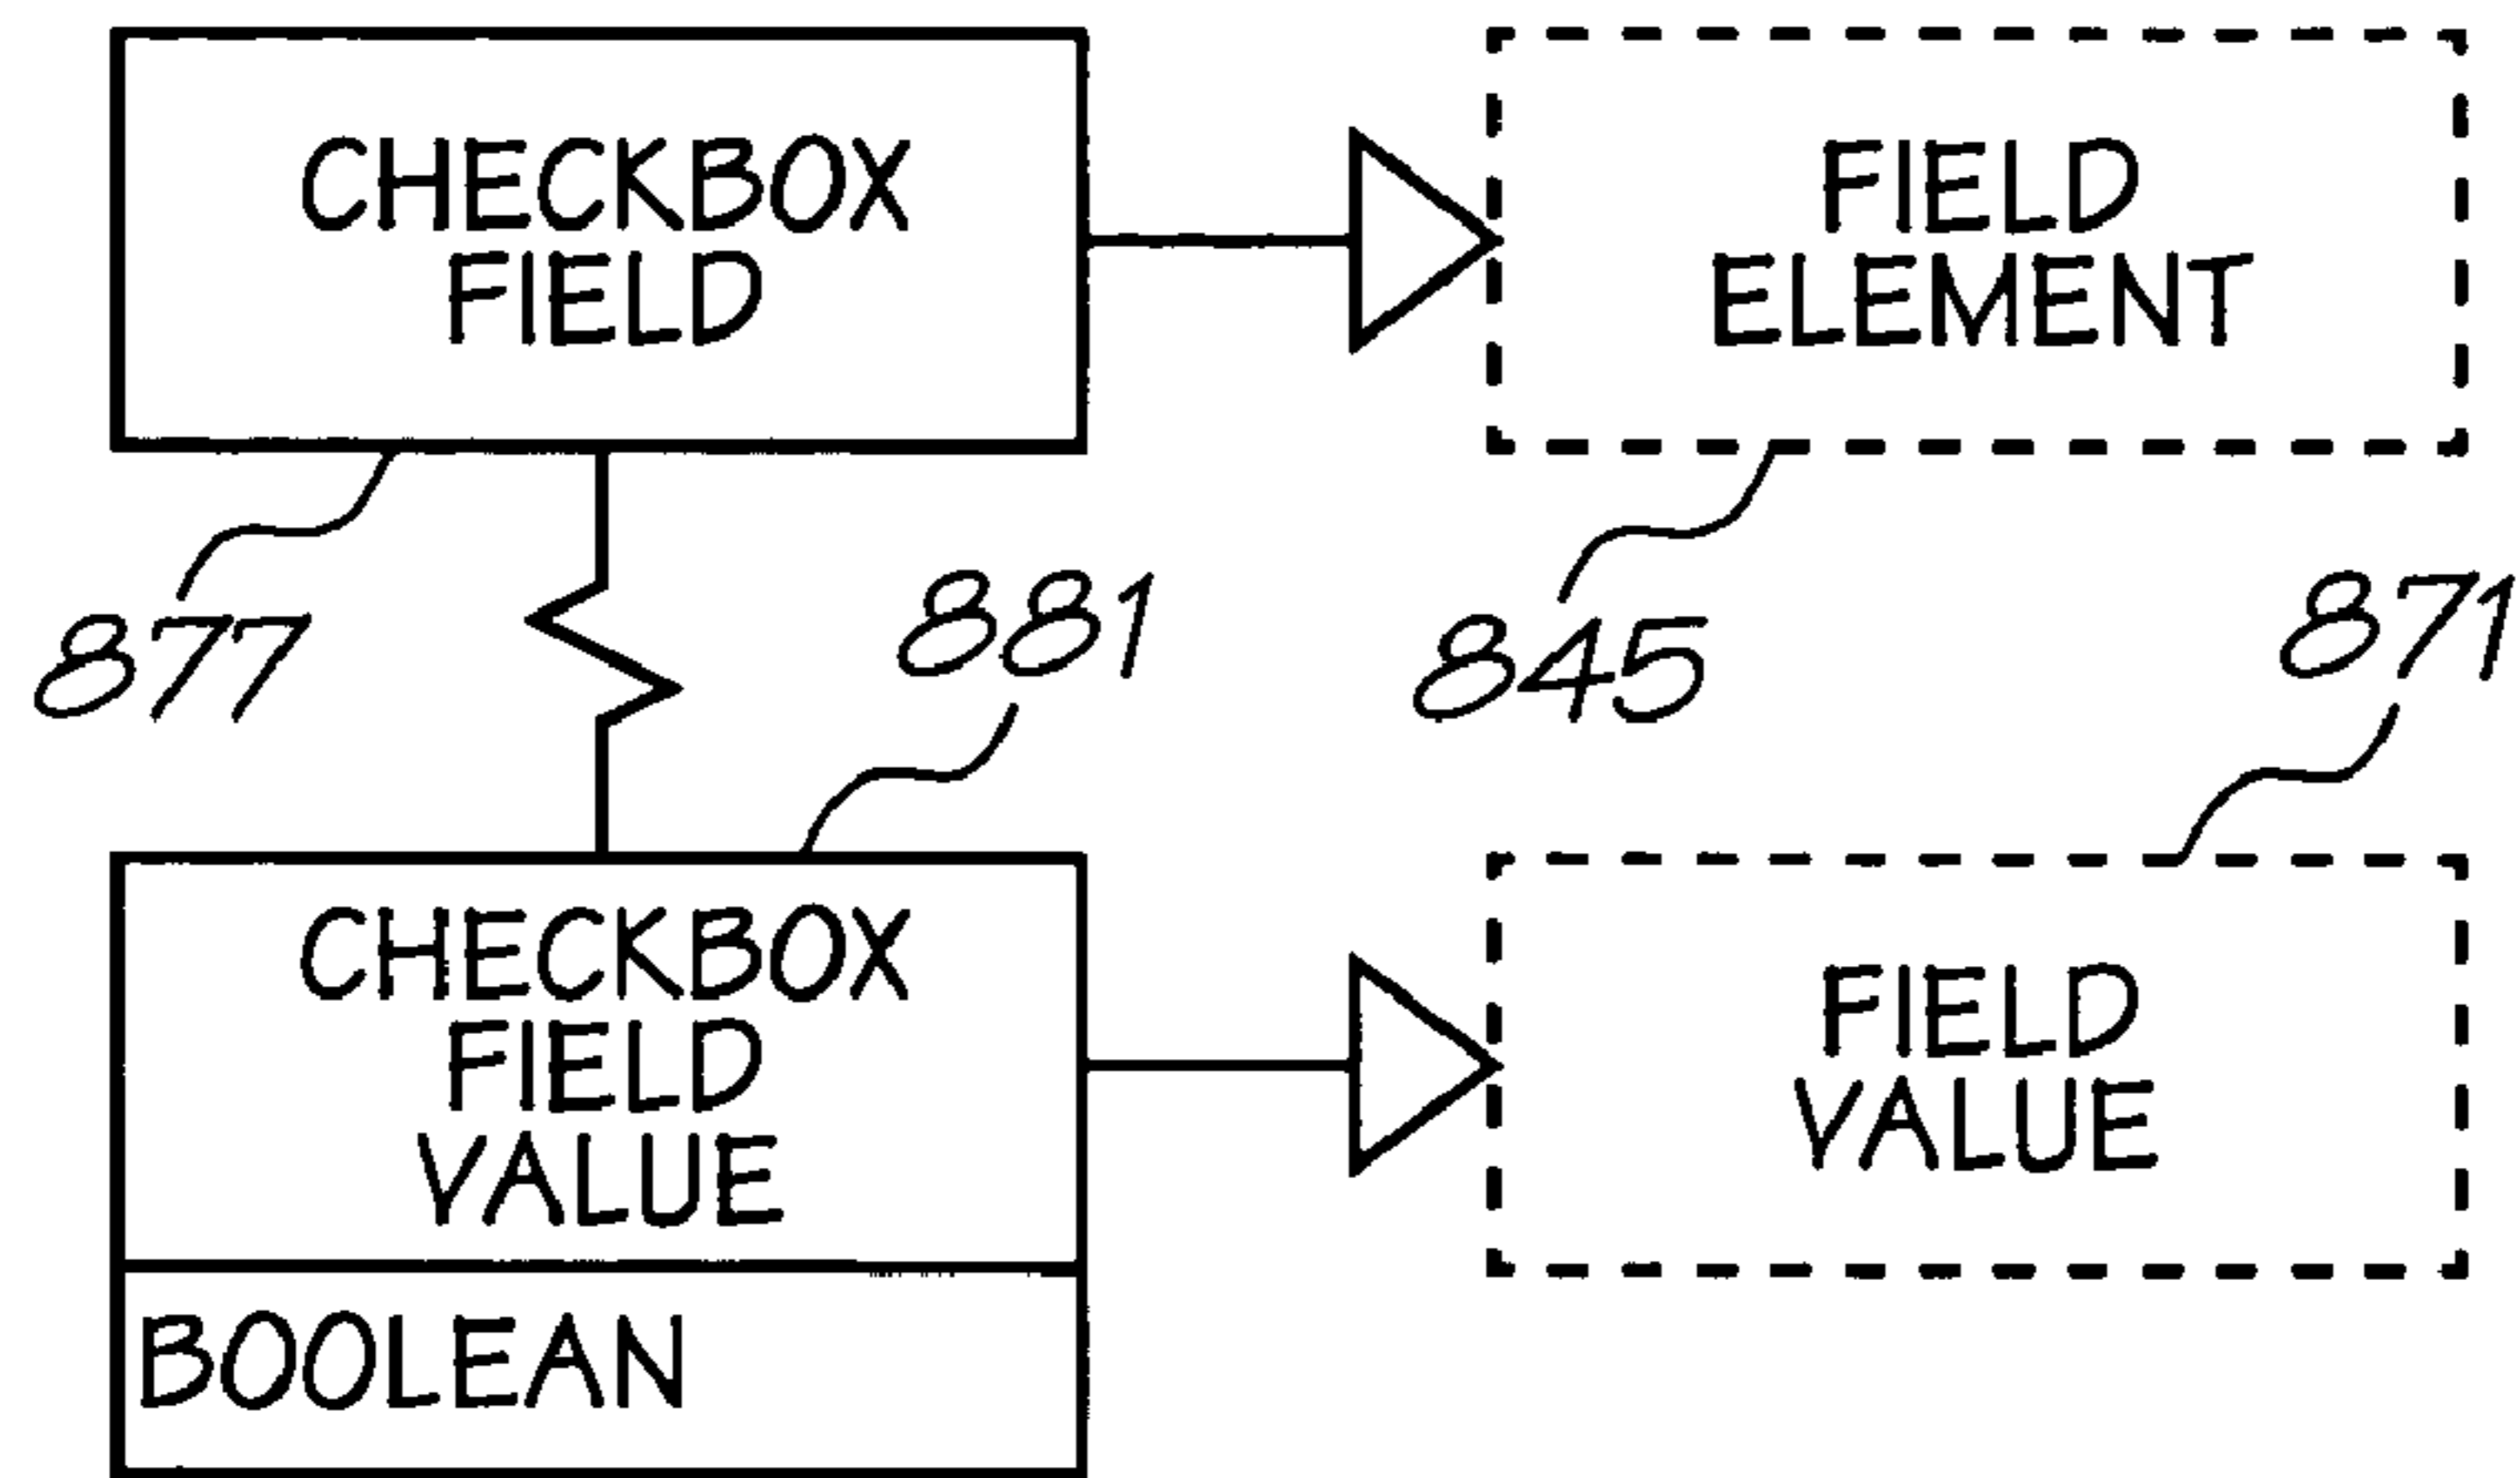 CHECKBOX
FIELD
FIELD
ELEMENT
877
881
845
871
CHECKBOX
FIELD
VALUE
FIELD
VALUE
BOOLEAN